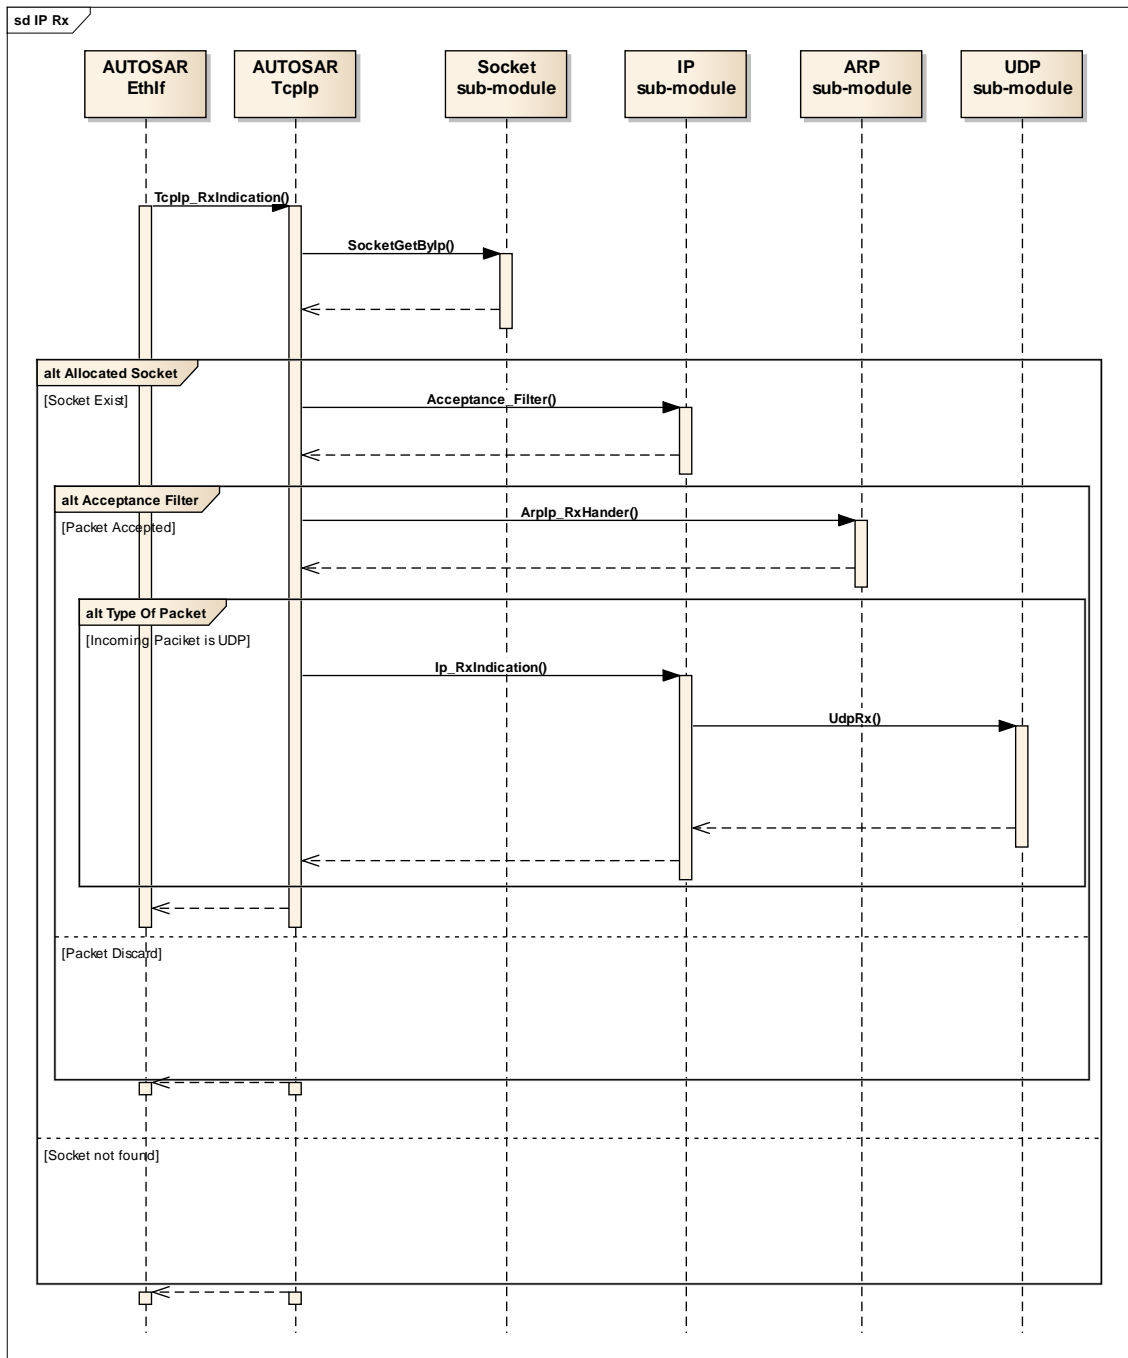 sd IP Rx
AUTOSAR
EthIf
AUTOSAR
TcpIp
Socket
sub-module
IP
sub-module
ARP
sub-module
UDP
sub-module
TcpIp_RxIndication()
SocketGetByIp()
alt Allocated Socket
[Socket Exist]
Acceptance_Filter()
alt Acceptance Filter
[Packet Accepted]
ArpIp_RxHander()
alt Type Of Packet
[Incoming Paciket is UDP]
Ip_RxIndication()
UdpRx()
[Packet Discard]
[Socket not found]